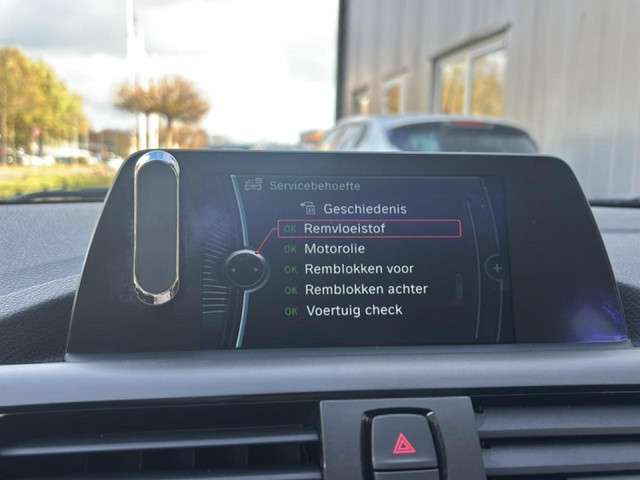 Servicebehoefte
Geschiedenis
OK Remvloeistof
OK Motorolie
OK Remblokken voor
OK Remblokken achter
OK Voertuig check